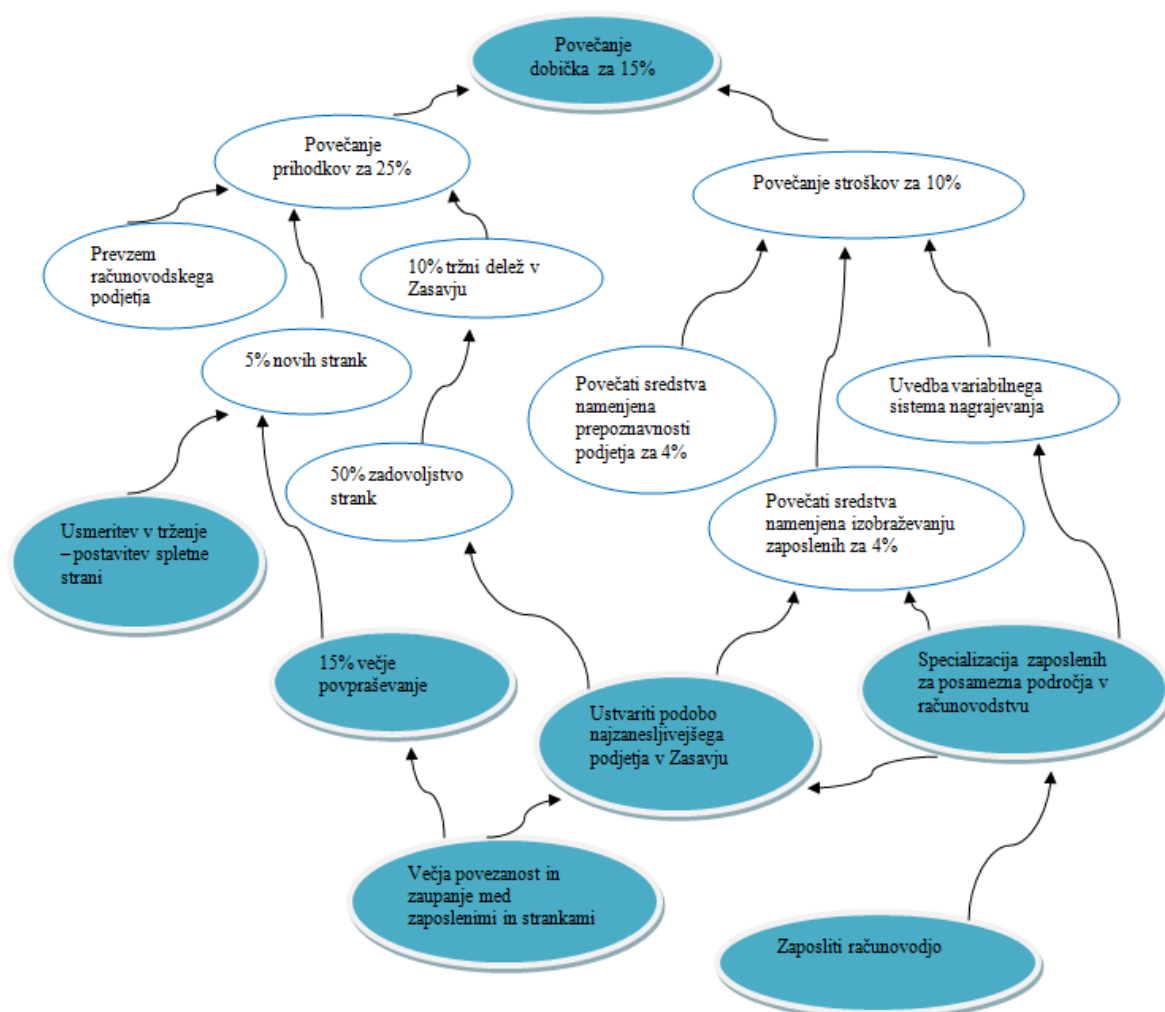 Povečanje
dobička za 15%
Povečanje
prihodkov za 25%
Povečanje stroškov za 10%
Prevzem
računovodskega
podjetja
10% tržni delež v
Zasavju
5% novih strank
Povečati sredstva
namenjena
prepoznavnosti
podjetja za 4%
Uvedba variabilnega
sistema nagrajevanja
50% zadovoljstvo
strank
Povečati sredstva
namenjena izobraževanju
zaposlenih za 4%
Usmeritev v trženje
– postavitev spletne
strani
15% večje
povpraševanje
Ustvariti podobo
najzanesljivejšega
podjetja v Zasavju
Specializacija zaposlenih
za posamezna področja v
računovodstvu
Večja povezanost in
zaupanje med
zaposlenimi in strankami
Zaposliti računovodjo